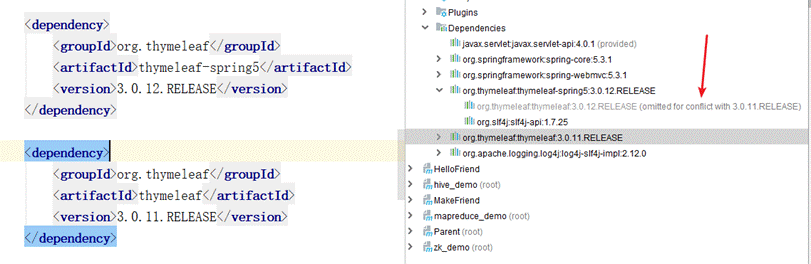 <dependency>
<groupId>org.thymeleaf</groupId>
<artifactId>thymeleaf-spring5</artifactId>
<version>3.0.12.RELEASE</version>
</dependency>
<dependency>
<groupId>org.thymeleaf</groupId>
<artifactId>thymeleaf</artifactId>
<version>3.0.11.RELEASE</version>
</dependency>
Plugins
Dependencies
javax.servlet:javax.servlet-api:4.0.1 (provided)
org.springframework:spring-core:5.3.1
org.springframework:spring-webmvc:5.3.1
org.thymeleaf:thymeleaf-spring5:3.0.12.RELEASE
org.thymeleaf:thymeleaf:3.0.12.RELEASE (omitted for conflict with 3.0.11.RELEASE)
org.slf4j:slf4j-api:1.7.25
org.thymeleaf:thymeleaf:3.0.11.RELEASE
org.apache.logging.log4j:log4j-slf4j-impl:2.12.0
HelloFriend
hive_demo (root)
MakeFriend
mapreduce_demo (root)
Parent (root)
zk_demo (root)